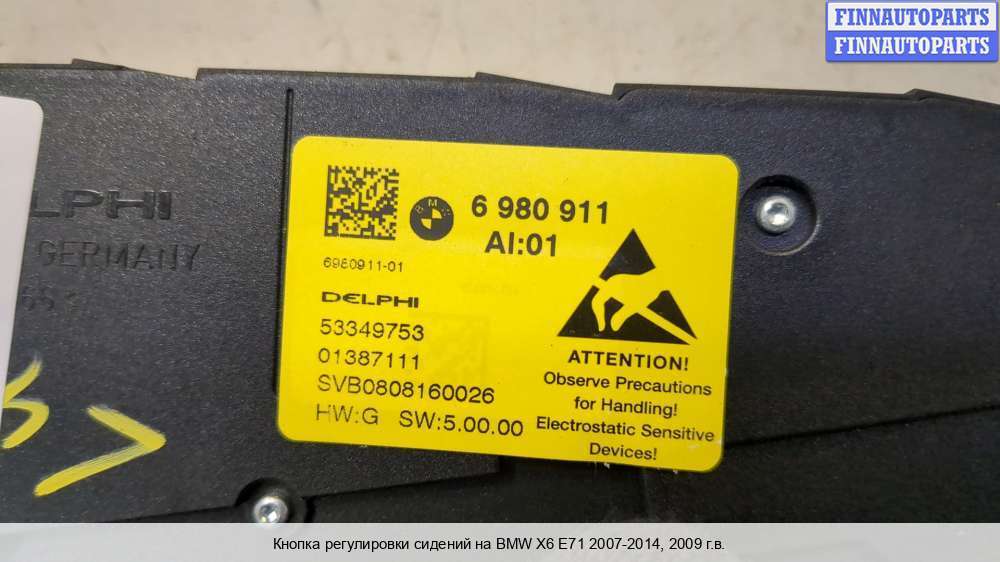 FINNAUTOPARTS
FINNAUTOPARTS
LPHI
GERMANY
6 980 911
AI:01
6980911-01
DELPHI
53349753
01387111
SVB0808160026
HW:G SW:5.00.00
ATTENTION!
Observe Precautions
for Handling!
Electrostatic Sensitive
Devices!
Кнопка регулировки сидений на BMW X6 E71 2007-2014, 2009 г.в.